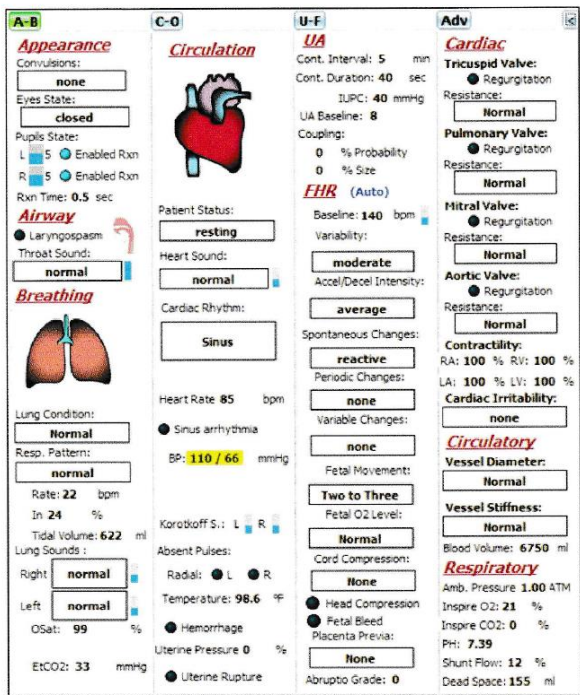 A-B
Appearance
Convulsions:
none
Eyes State:
closed
Pupils State:
L 5 Enabled Rxn
R 5 Enabled Rxn
Rxn Time: 0.5 sec
Airway
Laryngospasm
Throat Sound:
normal
Breathing
Lung Condition:
Normal
Resp. Pattern:
normal
Rate: 22 bpm
In 24 %
Tidal Volume: 622 ml
Lung Sounds :
Right normal
Left normal
OSat: 99 %
EtCO2: 33 mmHg
C-O
Circulation
Patient Status:
resting
Heart Sound:
normal
Cardiac Rhythm:
Sinus
Heart Rate 85 bpm
Sinus arrhythmia
BP: 110 / 66 mmHg
Korotkoff S.: L R
Absent Pulses:
Radial: L R
Temperature: 98.6 °F
Hemorrhage
Uterine Pressure 0 %
Uterine Rupture
U-F
UA
Cont. Interval: 5 min
Cont. Duration: 40 sec
IUPC: 40 mmHg
UA Baseline: 8
Coupling:
0 % Probability
0 % Size
FHR (Auto)
Baseline: 140 bpm
Variability:
moderate
Accel/Decel Intensity:
average
Spontaneous Changes:
reactive
Periodic Changes:
none
Variable Changes:
none
Fetal Movement:
Two to Three
Fetal O2 Level:
Normal
Cord Compression:
None
Head Compression
Fetal Bleed
Placenta Previa:
None
Abruptio Grade: 0
Adv <
Cardiac
Tricuspid Valve:
Regurgitation
Resistance:
Normal
Pulmonary Valve:
Regurgitation
Resistance:
Normal
Mitral Valve:
Regurgitation
Resistance:
Normal
Aortic Valve:
Regurgitation
Resistance:
Normal
Contractility:
RA: 100 % RV: 100 %
LA: 100 % LV: 100 %
Cardiac Irritability:
none
Circulatory
Vessel Diameter:
Normal
Vessel Stiffness:
Normal
Blood Volume: 6750 ml
Respiratory
Amb. Pressure 1.00 ATM
Inspire O2: 21 %
Inspire CO2: 0 %
PH: 7.39
Shunt Flow: 12 %
Dead Space: 155 ml